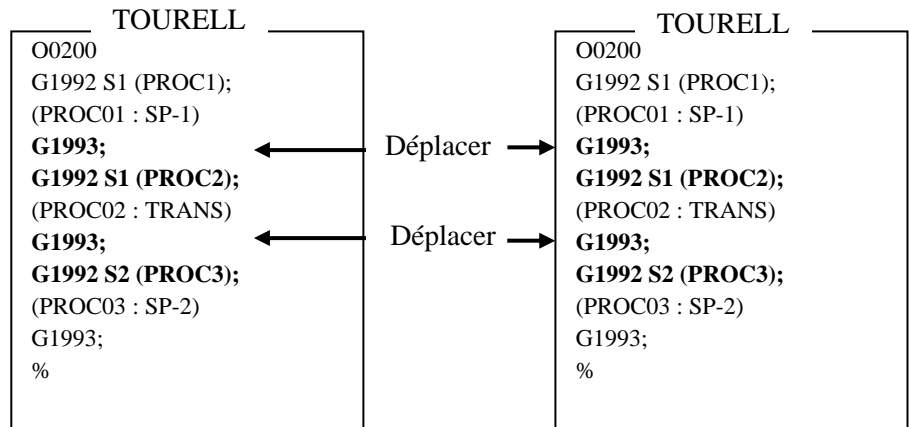 TOURELL
O0200
G1992 S1 (PROC1);
(PROC01 : SP-1)
G1993;
G1992 S1 (PROC2);
(PROC02 : TRANS)
G1993;
G1992 S2 (PROC3);
(PROC03 : SP-2)
G1993;
%
Déplacer
Déplacer
TOURELL
O0200
G1992 S1 (PROC1);
(PROC01 : SP-1)
G1993;
G1992 S1 (PROC2);
(PROC02 : TRANS)
G1993;
G1992 S2 (PROC3);
(PROC03 : SP-2)
G1993;
%